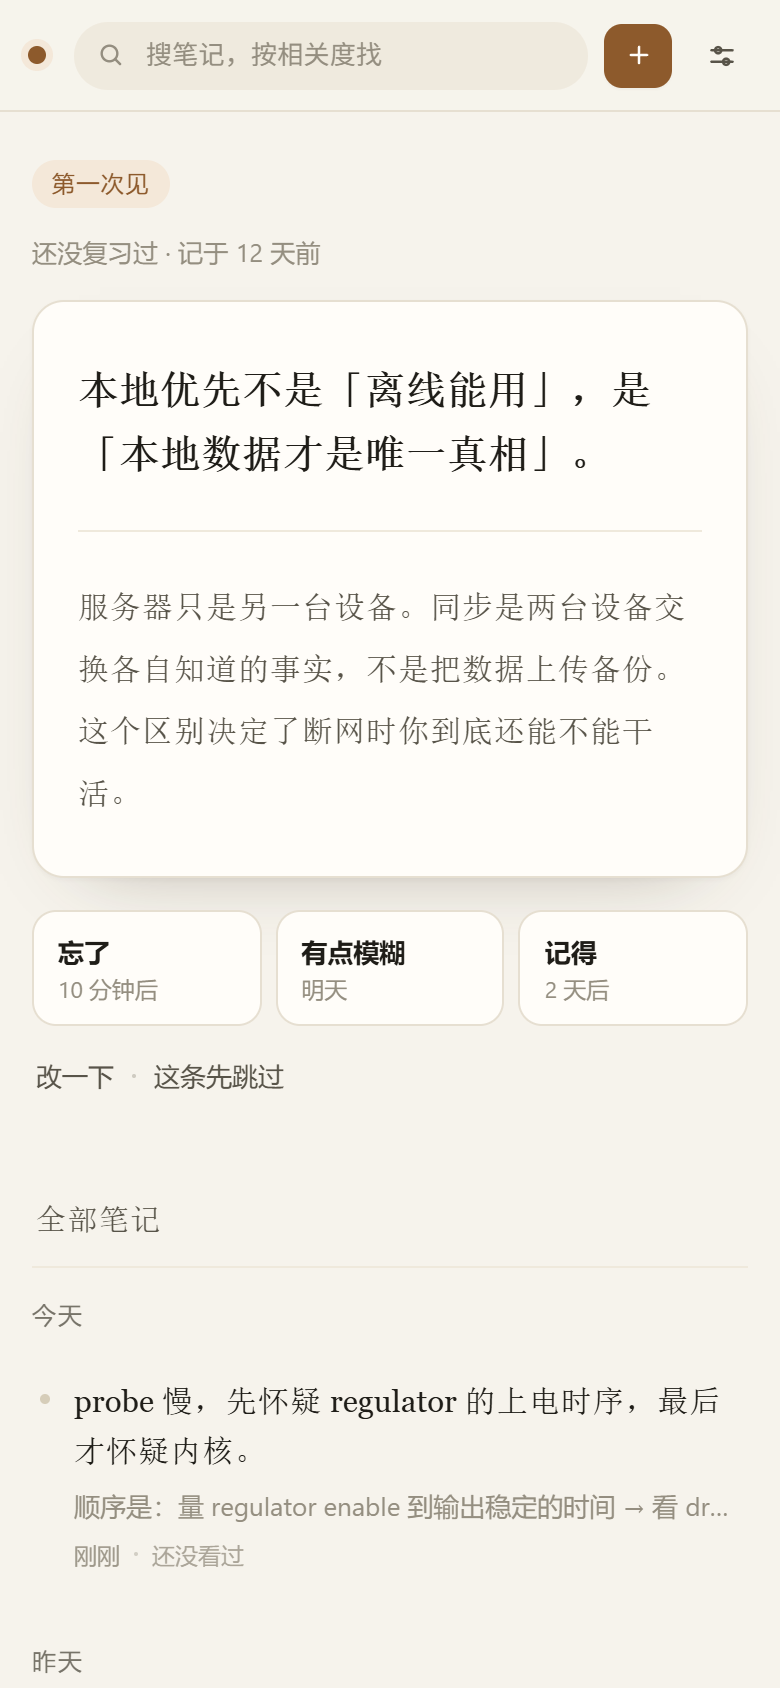 搜笔记，按相关度找
第一次见
还没复习过 · 记于 12 天前
本地优先不是「离线能用」，是
「本地数据才是唯一真相」。
服务器只是另一台设备。同步是两台设备交
换各自知道的事实，不是把数据上传备份。
这个区别决定了断网时你到底还能不能干
活。
忘了
10 分钟后
有点模糊
明天
记得
2 天后
改一下 · 这条先跳过
全部笔记
今天
probe 慢，先怀疑 regulator 的上电时序，最后
才怀疑内核。
顺序是：量 regulator enable 到输出稳定的时间 → 看 dr...
刚刚 · 还没看过
昨天